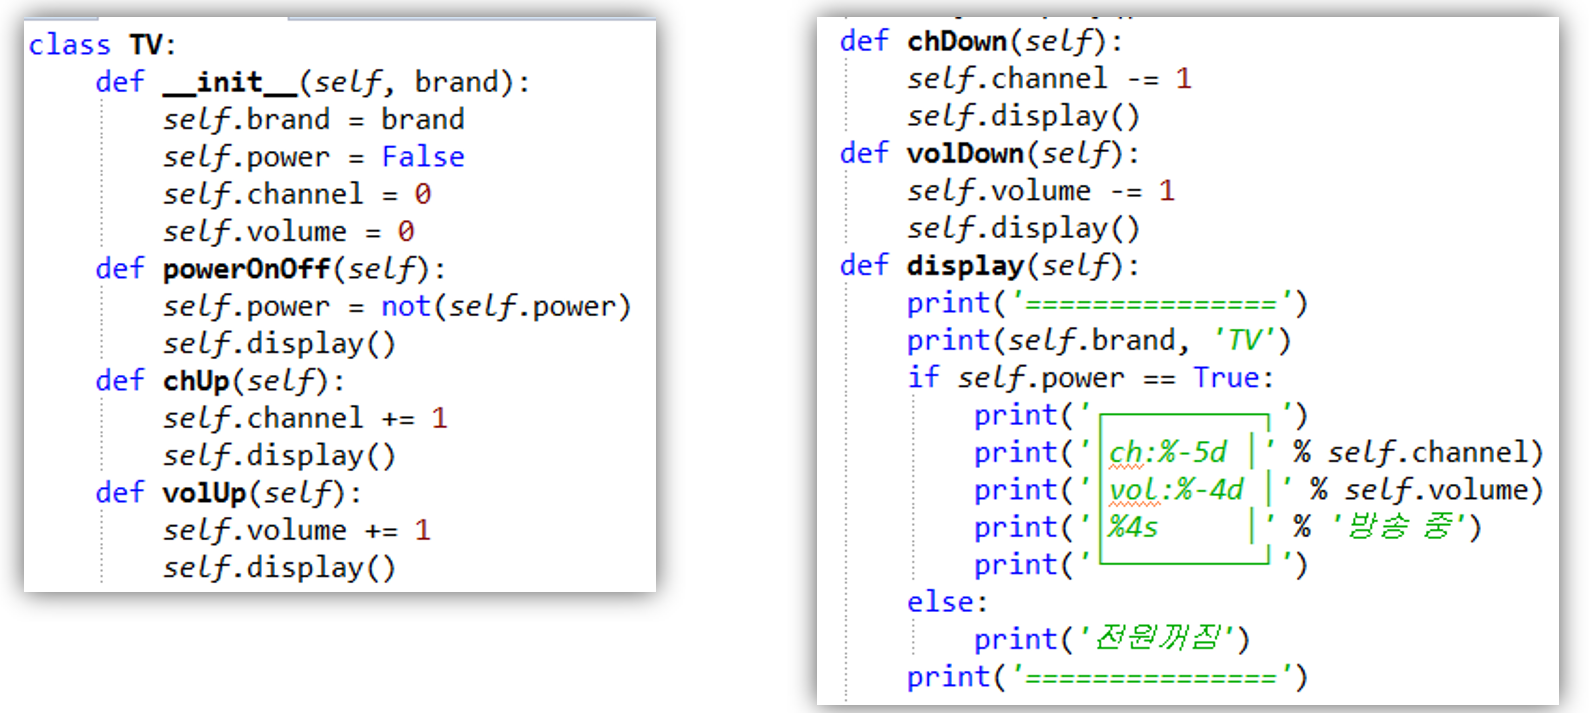 class TV:
    def __init__(self, brand):
        self.brand = brand
        self.power = False
        self.channel = 0
        self.volume = 0
    def powerOnOff(self):
        self.power = not(self.power)
        self.display()
    def chUp(self):
        self.channel += 1
        self.display()
    def volUp(self):
        self.volume += 1
        self.display()
    def chDown(self):
        self.channel -= 1
        self.display()
    def volDown(self):
        self.volume -= 1
        self.display()
    def display(self):
        print('===============')
        print(self.brand, 'TV')
        if self.power == True:
            print('┌─────────┐')
            print('│ch:%-5d │' % self.channel)
            print('│vol:%-4d │' % self.volume)
            print('│%4s     │' % '방송 중')
            print('└─────────┘')
        else:
            print('전원꺼짐')
        print('===============')